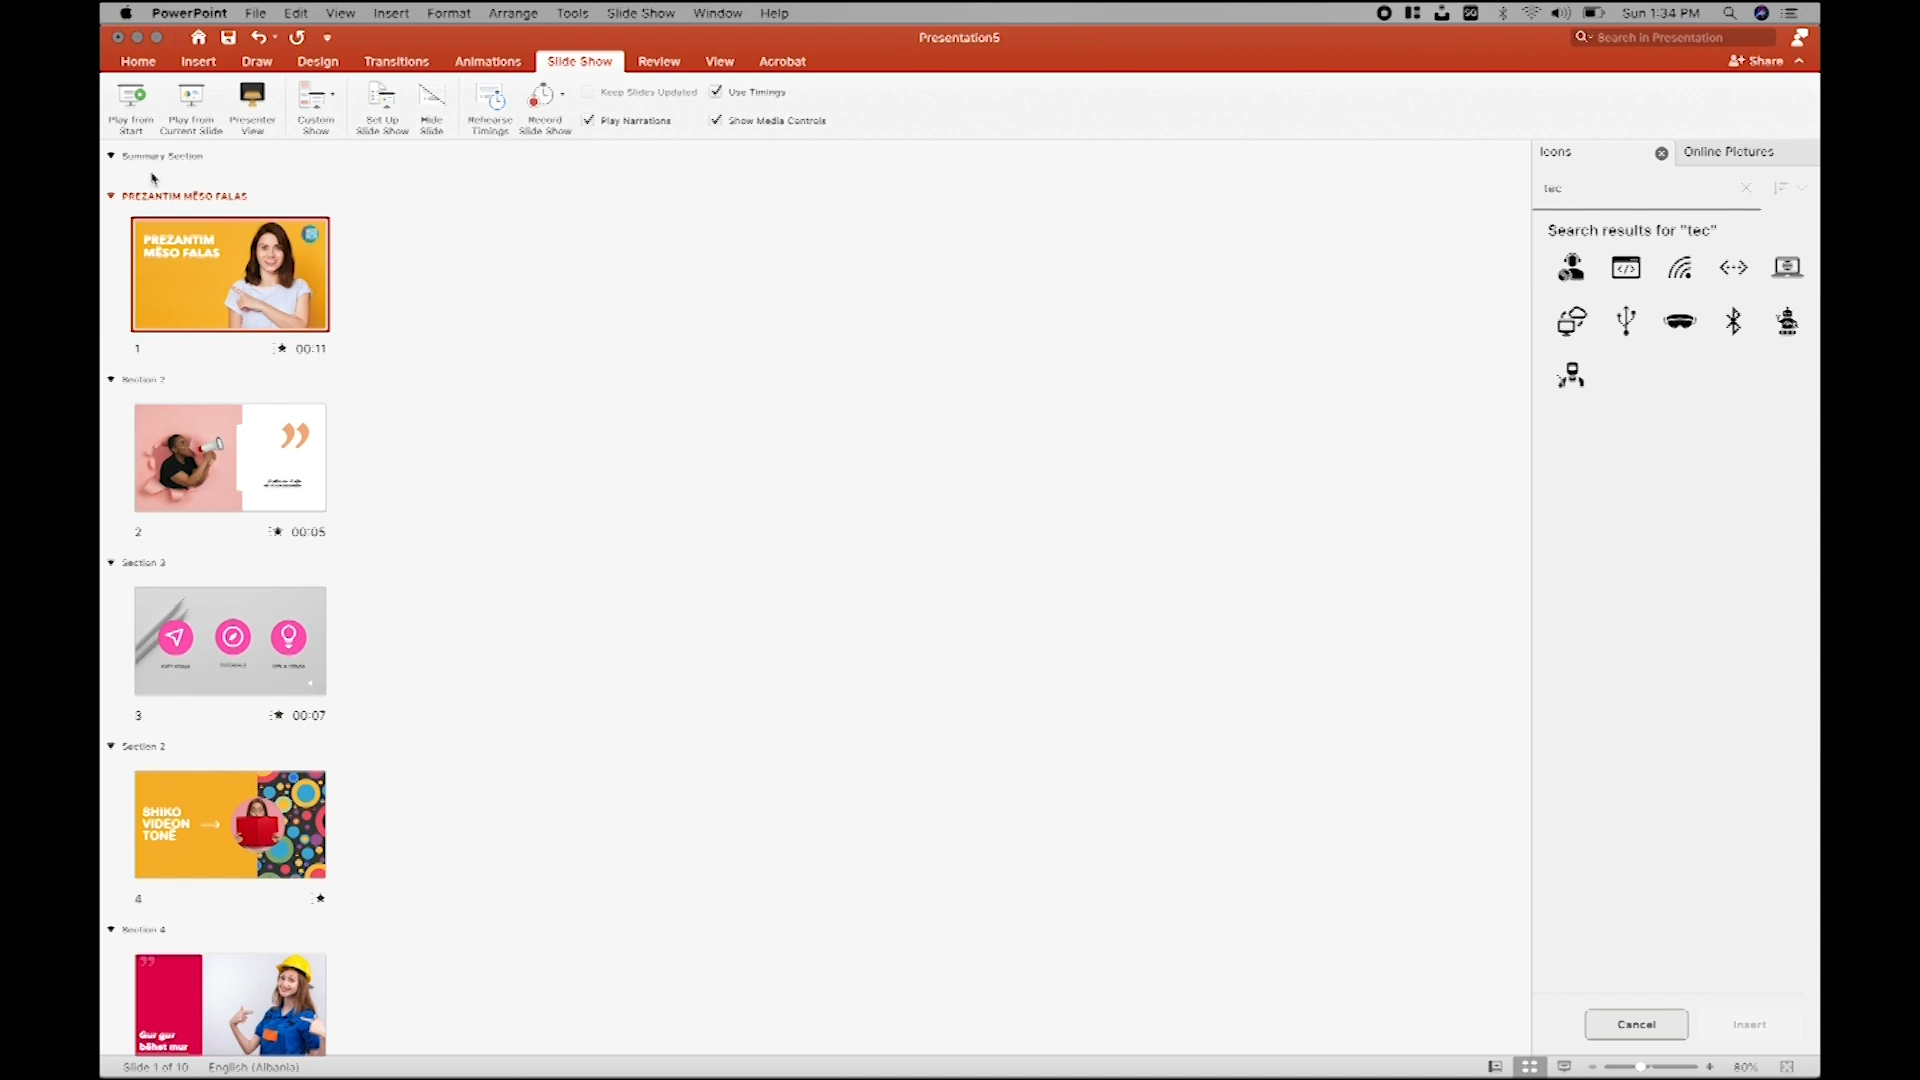 PowerPoint File Edit View Insert Format Arrange Tools Slide Show Window Help Sun 1:34 PM
Presentation5
Search in Presentation
Home Insert Draw Design Transitions Animations Slide Show Review View Acrobat Share
Play from Start
Play from Current Slide
Presenter View
Custom Show
Set Up Slide Show
Hide Slide
Rehearse Timings
Record Slide Show
Keep Slides Updated
Use Timings
Play Narrations
Show Media Controls
Summary Section
PREZANTIM MËSO FALAS
PREZANTIM
MËSO FALAS
1 00:11
Section 2
”
2 00:05
Section 3
TUTORIALE
3 00:07
Section 2
SHIKO
VIDEON
TONË
4
Section 4
”
Gur gur
bëhet mur
Icons
Online Pictures
tec
Search results for "tec"
Cancel
Insert
Slide 1 of 10 English (Albania)
80%